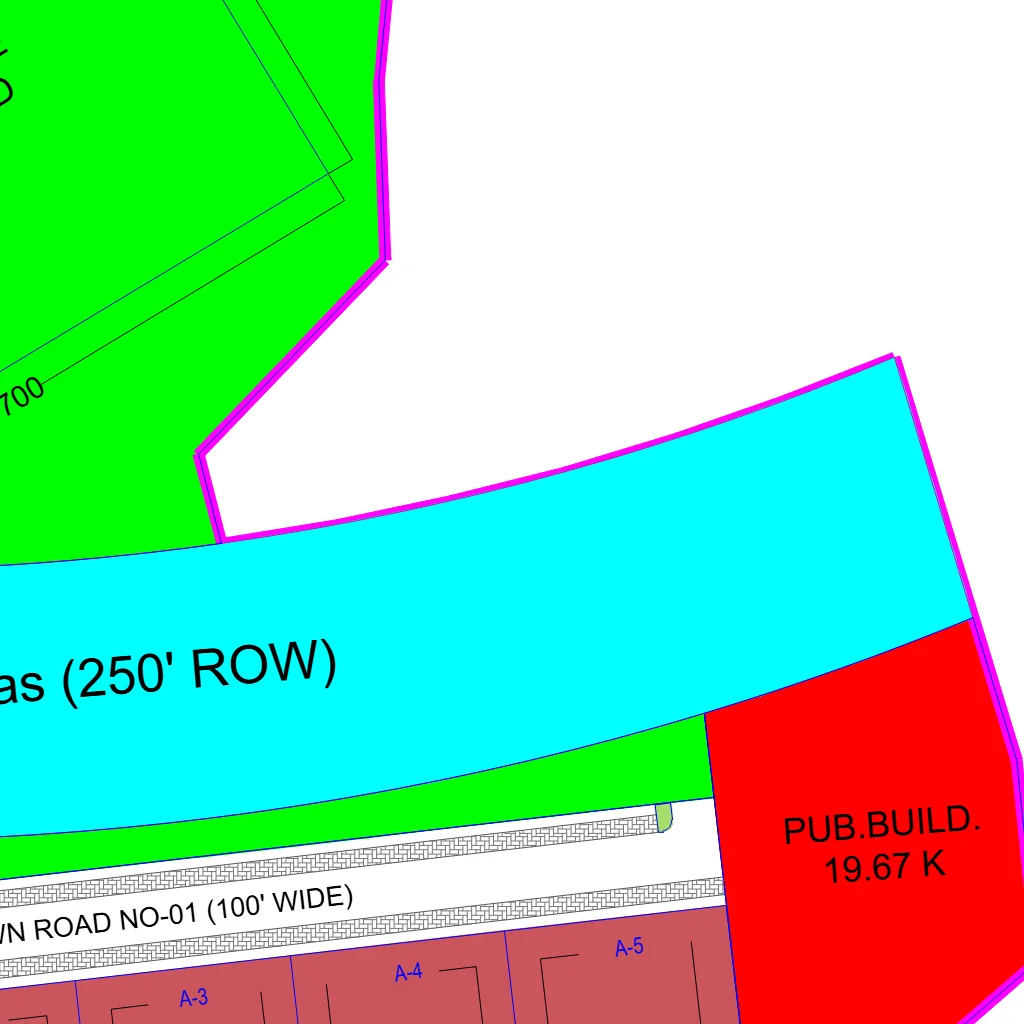 700
as (250' ROW)
PUB.BUILD.
19.67 K
WN ROAD NO-01 (100' WIDE)
A-5
A-4
A-3